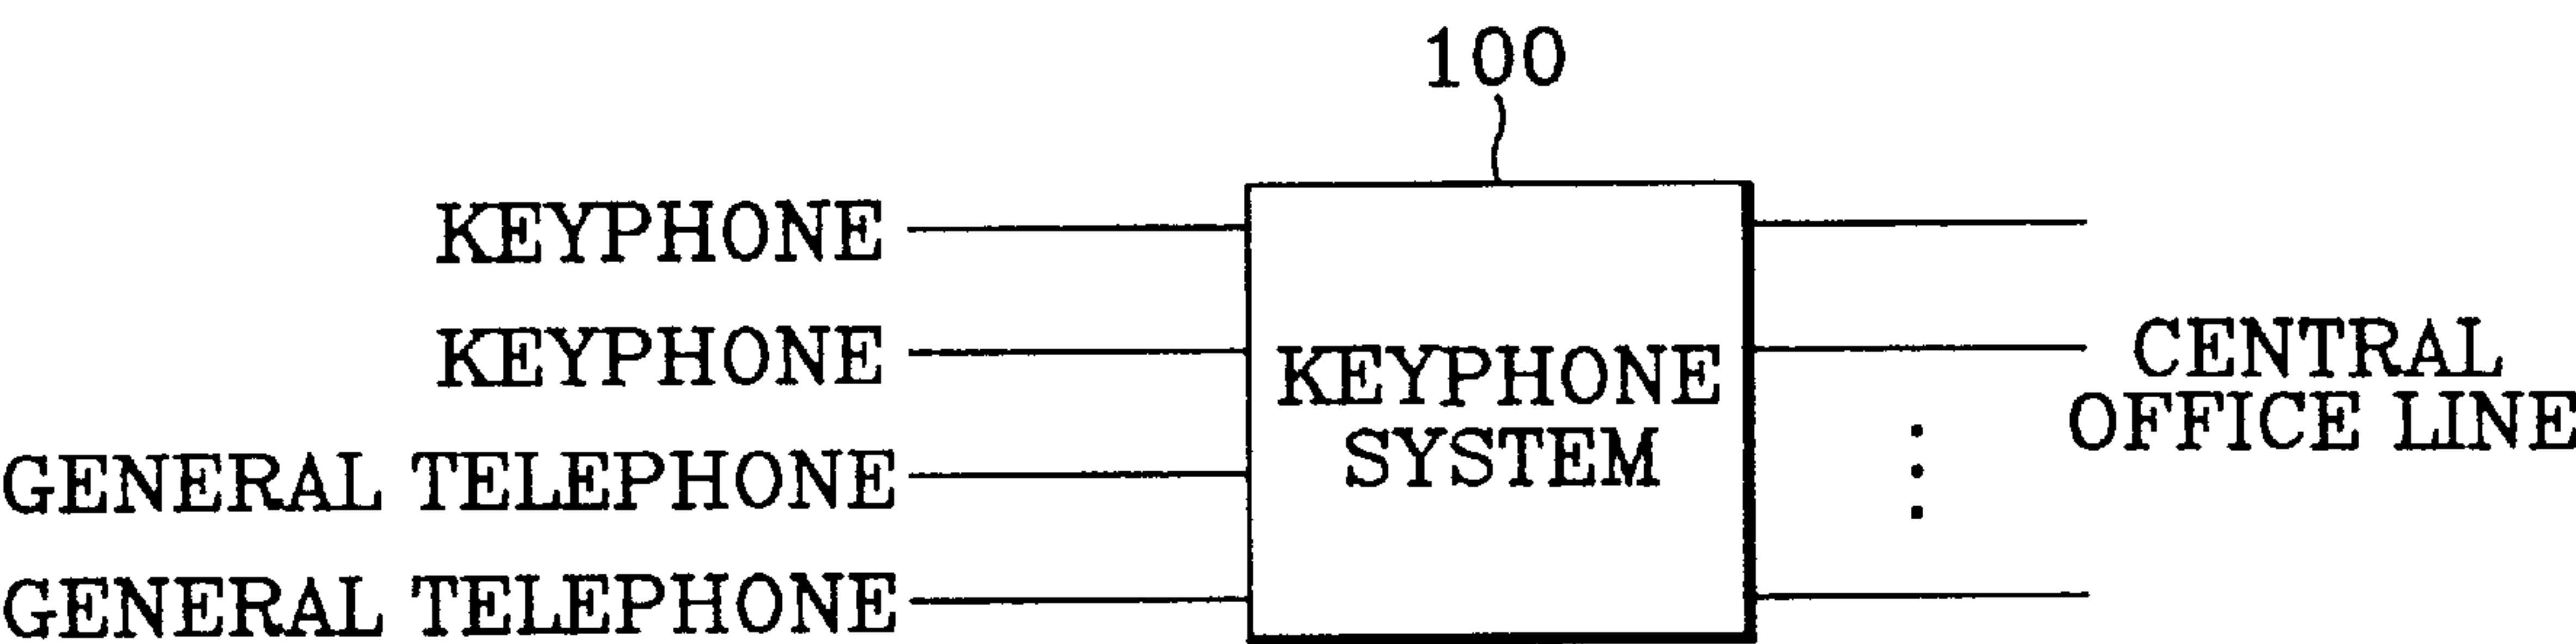 100
KEYPHONE
KEYPHONE
GENERAL TELEPHONE
GENERAL TELEPHONE
KEYPHONE
SYSTEM
CENTRAL
OFFICE LINE